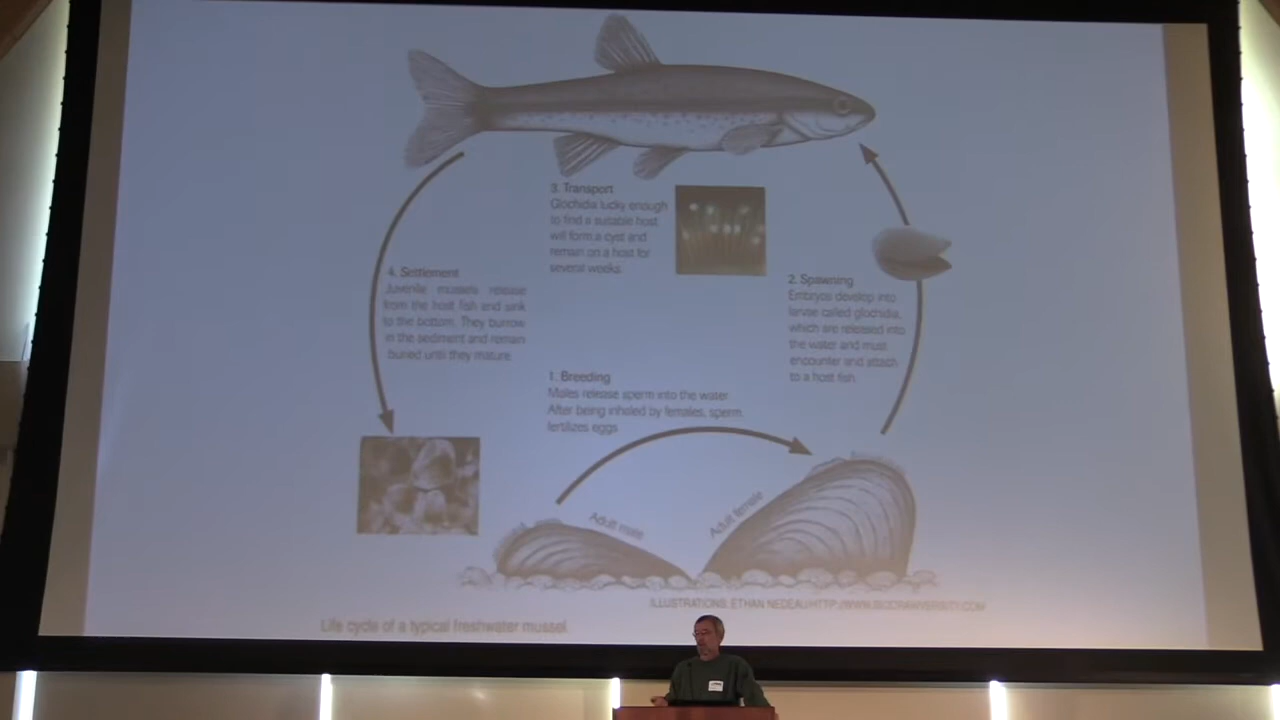 3. Transport
Glochidia lucky enough
to find a suitable host
will form a cyst and
remain on a host for
several weeks.
2. Spawning
Embryos develop into
larvae called glochidia,
which are released into
the water and must
encounter and attach
to a host fish.
4. Settlement
Juvenile mussels release
from the host fish and sink
to the bottom. They burrow
in the sediment and remain
buried until they mature.
1. Breeding
Males release sperm into the water.
After being inhaled by females, sperm
fertilizes eggs
Adult male
Adult female
ILLUSTRATIONS: ETHAN NEDEAU/HTTP://WWW.BIODRAWVERSITY.COM
Life cycle of a typical freshwater mussel.